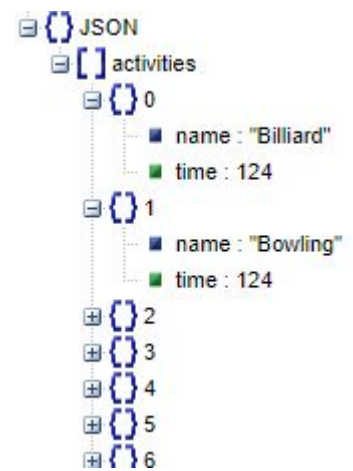 JSON
activities
0
name : "Billiard"
time : 124
1
name : "Bowling"
time : 124
2
3
4
5
6